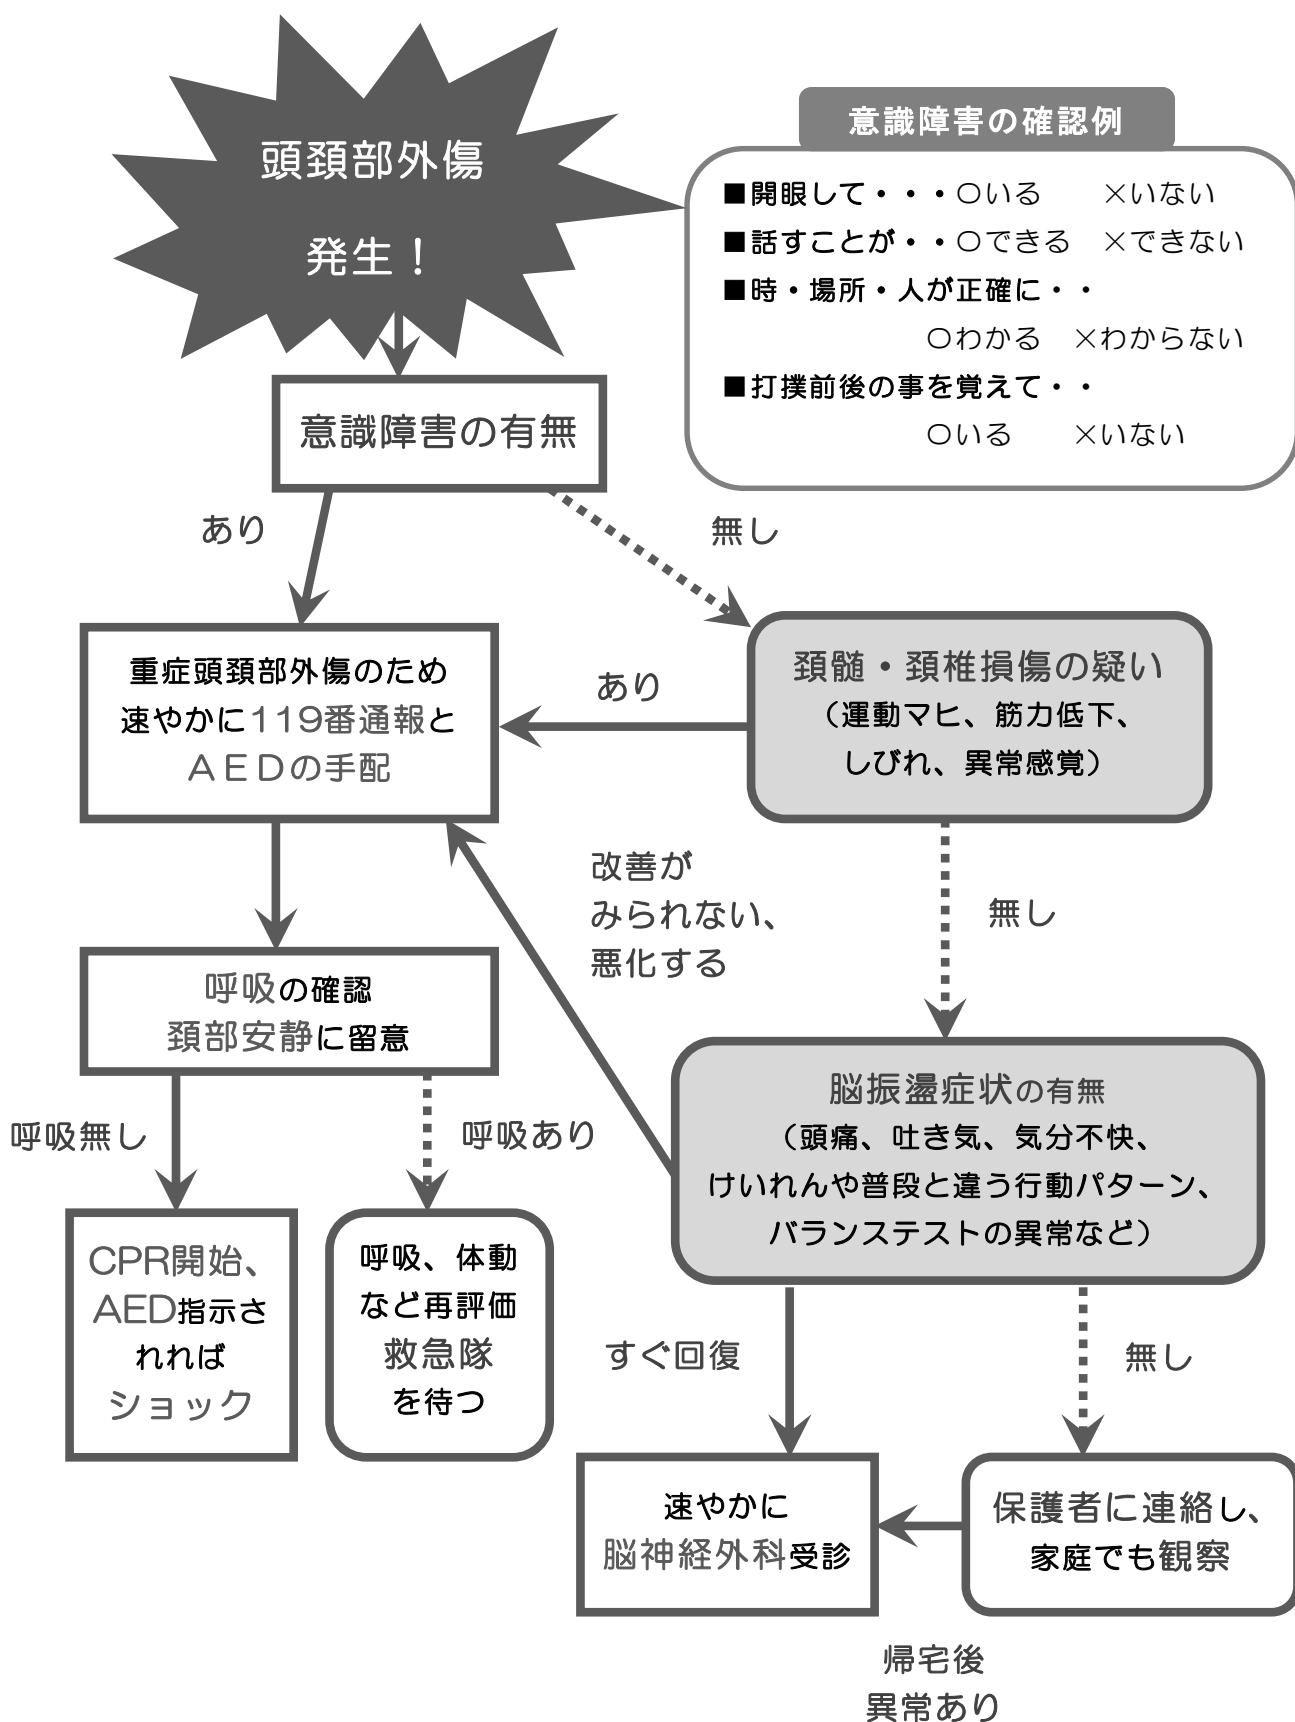 頭頚部外傷
発生！
意識障害の確認例
■開眼して・・・〇いる　　×いない
■話すことが・・〇できる　×できない
■時・場所・人が正確に・・
〇わかる　×わからない
■打撲前後の事を覚えて・・
〇いる　　×いない
意識障害の有無
あり
無し
重症頭頚部外傷のため
速やかに119番通報と
ＡＥＤの手配
あり
頚髄・頚椎損傷の疑い
（運動マヒ、筋力低下、
しびれ、異常感覚）
改善が
みられない、
悪化する
無し
呼吸の確認
頚部安静に留意
脳振盪症状の有無
（頭痛、吐き気、気分不快、
けいれんや普段と違う行動パターン、
バランステストの異常など）
呼吸無し
呼吸あり
CPR開始、
AED指示さ
れれば
ショック
呼吸、体動
など再評価
救急隊
を待つ
すぐ回復
無し
速やかに
脳神経外科受診
保護者に連絡し、
家庭でも観察
帰宅後
異常あり